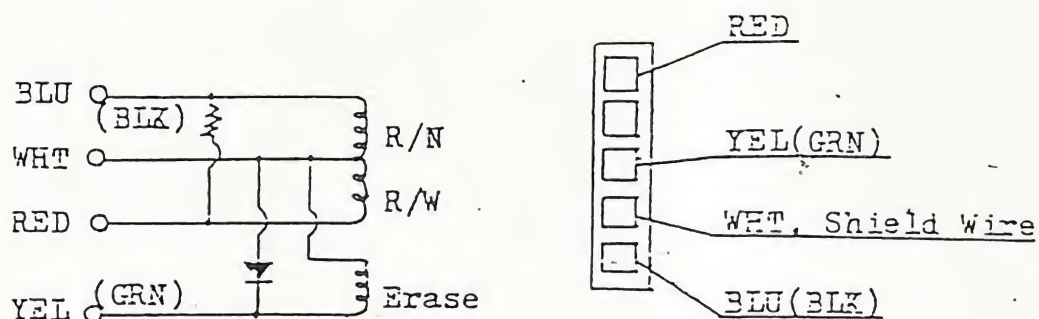 BLU
(BLK)
WHT
RED
YEL
(GRN)
R/N
R/W
Erase
RED
YEL(GRN)
WHT, Shield Wire
BLU(BLK)